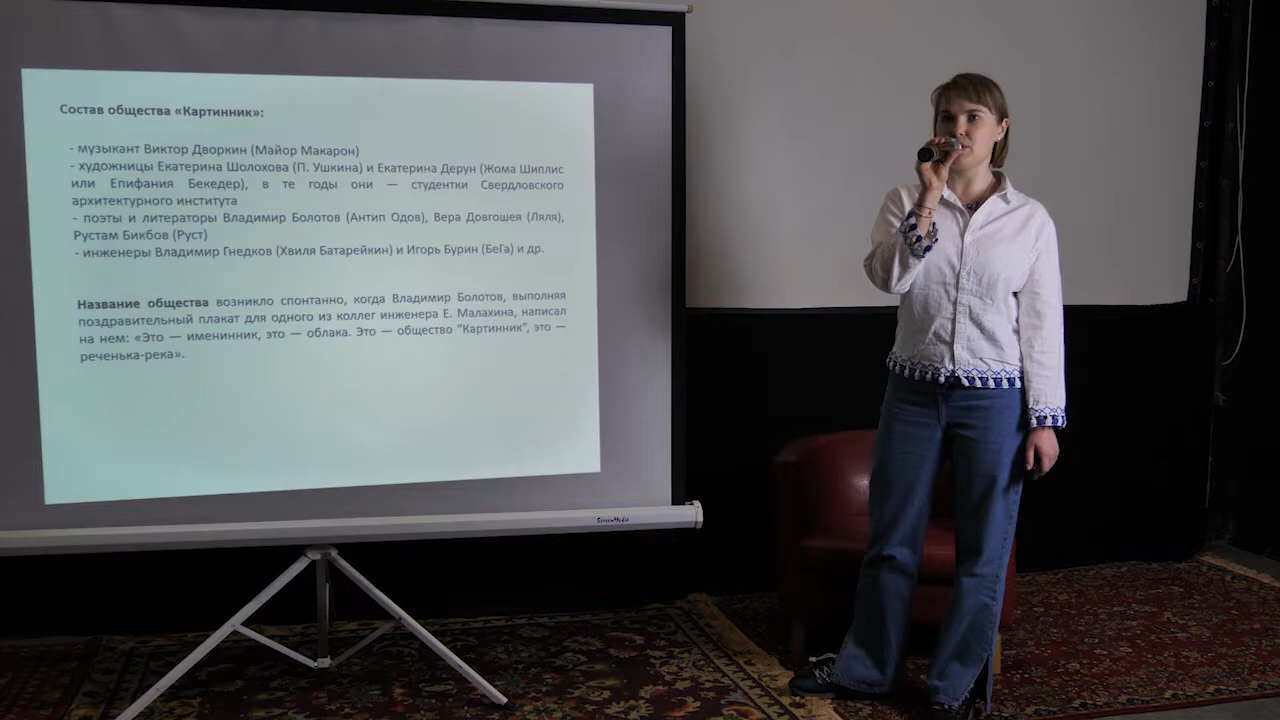 Состав общества «Картинник»:
- музыкант Виктор Дворкин (Майор Макарон)
- художницы Екатерина Шолохова (П. Ушкина) и Екатерина Дерун (Жома Шиплис
или Епифания Бекедер), в те годы они — студентки Свердловского
архитектурного института
- поэты и литераторы Владимир Болотов (Антип Одов), Вера Довгошея (Ляля),
Рустам Бикбов (Руст)
- инженеры Владимир Гнедков (Хвиля Батарейкин) и Игорь Бурин (БеГа) и др.
Название общества возникло спонтанно, когда Владимир Болотов, выполняя
поздравительный плакат для одного из коллег инженера Е. Малахина, написал
на нем: «Это — именинник, это — облака. Это — общество “Картинник”, это —
реченька-река».
ScreenMedia